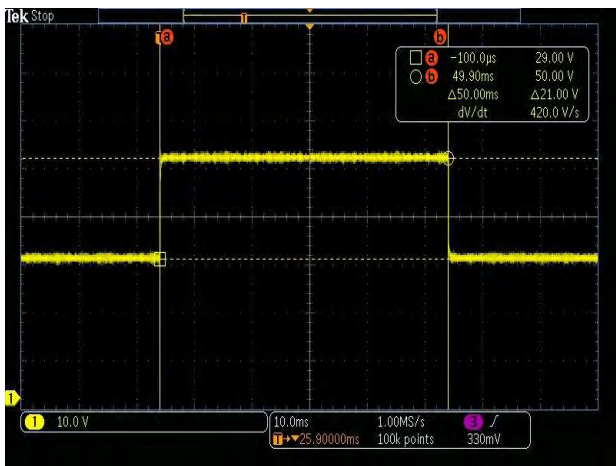 Tek Stop
T a b
a -100.0µs 29.00 V
b 49.90ms 50.00 V
Δ50.00ms Δ21.00 V
dV/dt 420.0 V/s
T
1
1 10.0 V
10.0ms 1.00MS/s 3
T→▼25.90000ms 100k points 330mV